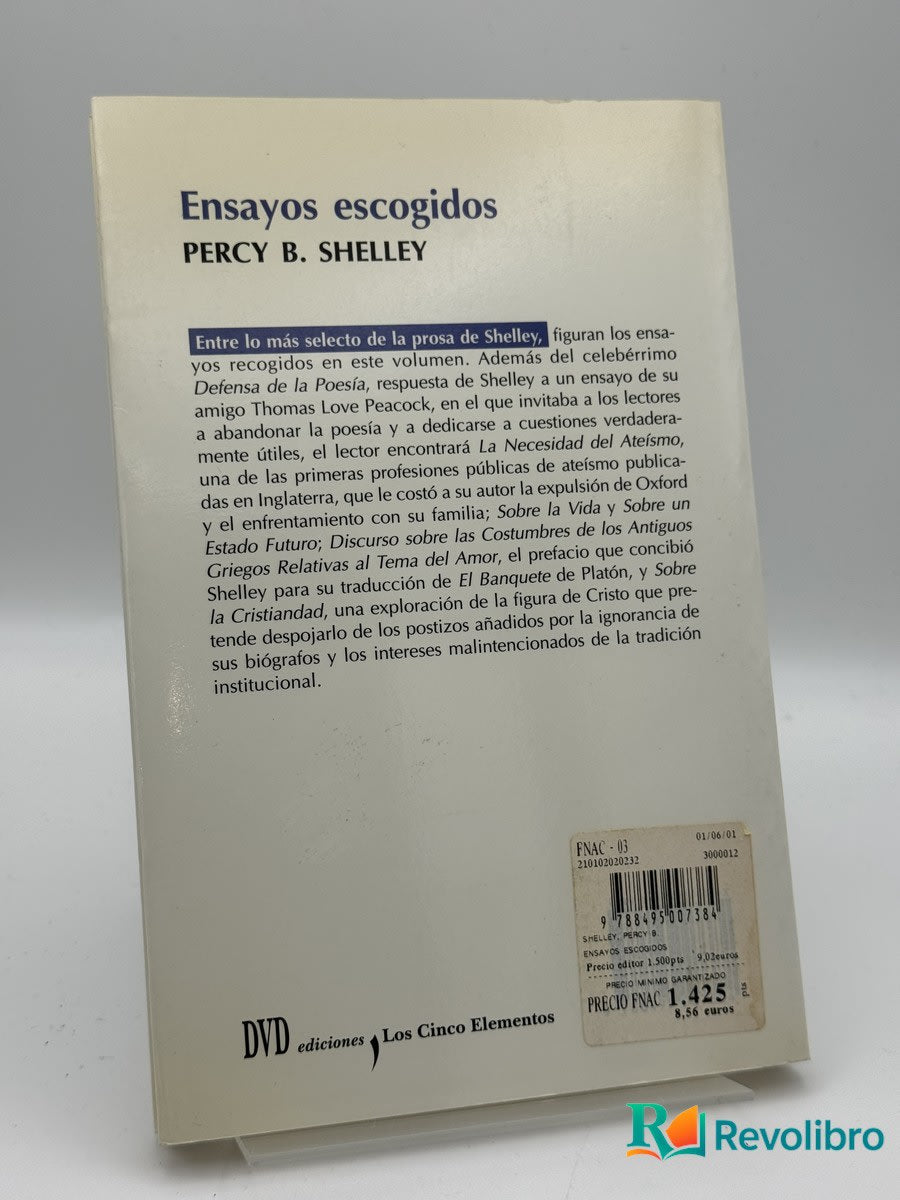 Ensayos escogidos
PERCY B. SHELLEY
Entre lo más selecto de la prosa de Shelley, figuran los ensa-
yos recogidos en este volumen. Además del celebérrimo
Defensa de la Poesía, respuesta de Shelley a un ensayo de su
amigo Thomas Love Peacock, en el que invitaba a los lectores
a abandonar la poesía y a dedicarse a cuestiones verdadera-
mente útiles, el lector encontrará La Necesidad del Ateísmo,
una de las primeras profesiones públicas de ateísmo publica-
das en Inglaterra, que le costó a su autor la expulsión de Oxford
y el enfrentamiento con su familia; Sobre la Vida y Sobre un
Estado Futuro; Discurso sobre las Costumbres de los Antiguos
Griegos Relativas al Tema del Amor, el prefacio que concibió
Shelley para su traducción de El Banquete de Platón, y Sobre
la Cristiandad, una exploración de la figura de Cristo que pre-
tende despojarlo de los postizos añadidos por la ignorancia de
sus biógrafos y los intereses malintencionados de la tradición
institucional.
FNAC - 03 01/06/01
210102020232 3000012
9 788495 007384
SHELLEY, PERCY B.
ENSAYOS ESCOGIDOS
Precio editor 1.500pts 9,02euros
PRECIO MINIMO GARANTIZADO
PRECIO FNAC 1.425 pts
8,56 euros
DVD ediciones Los Cinco Elementos
Revolibro